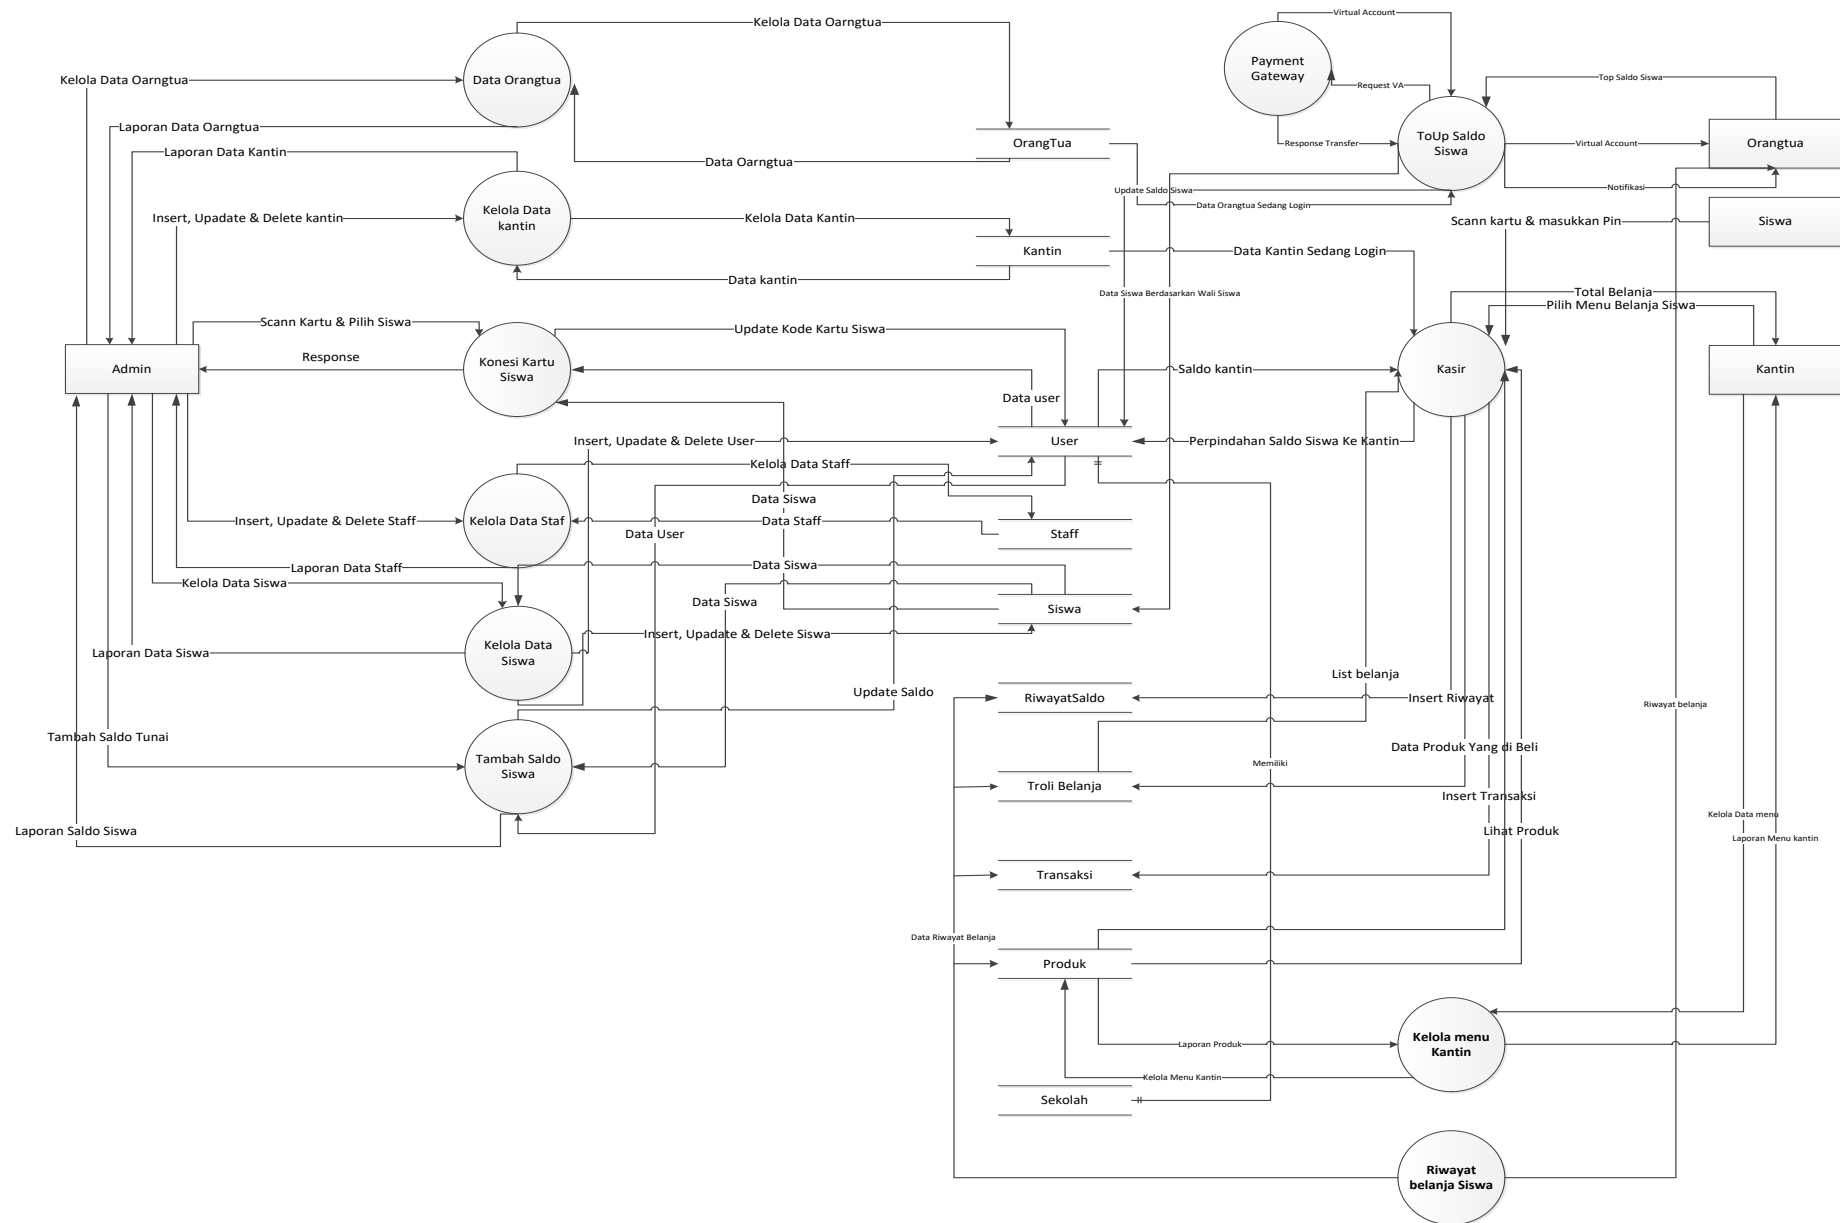 Virtual Account
Kelola Data Oarngtua
Payment
Gateway
Data Orangtua
Kelola Data Oarngtua
Request VA
Top Saldo Siswa
Laporan Data Oarngtua
ToUp Saldo
Siswa
OrangTua
Response Transfer
Virtual Account
Orangtua
Laporan Data Kantin
Data Oarngtua
Update Saldo Siswa
Notifikasi
Data Orangtua Sedang Login
Kelola Data
kantin
Insert, Upadate & Delete kantin
Kelola Data Kantin
Scann kartu & masukkan Pin
Siswa
Kantin
Data Kantin Sedang Login
Data kantin
Data Siswa Berdasarkan Wali Siswa
Total Belanja
Pilih Menu Belanja Siswa
Scann Kartu & Pilih Siswa
Update Kode Kartu Siswa
Response
Admin
Konesi Kartu
Siswa
Saldo kantin
Kasir
Kantin
Data user
Insert, Upadate & Delete User
User
Perpindahan Saldo Siswa Ke Kantin
Kelola Data Staff
Data Siswa
Insert, Upadate & Delete Staff
Kelola Data Staf
Data Staff
Data User
Staff
Laporan Data Staff
Data Siswa
Kelola Data Siswa
Data Siswa
Siswa
Insert, Upadate & Delete Siswa
Kelola Data
Siswa
Laporan Data Siswa
List belanja
Update Saldo
RiwayatSaldo
Insert Riwayat
Riwayat belanja
Tambah Saldo Tunai
Data Produk Yang di Beli
Tambah Saldo
Siswa
Memiliki
Troli Belanja
Insert Transaksi
Kelola Data menu
Laporan Saldo Siswa
Lihat Produk
Laporan Menu kantin
Transaksi
Data Riwayat Belanja
Produk
Kelola menu
Kantin
Laporan Produk
Kelola Menu Kantin
Sekolah
Riwayat
belanja Siswa